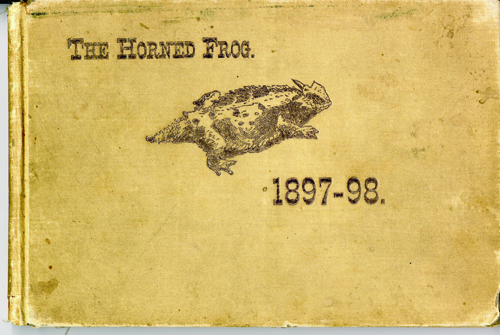 The Horned Frog.
1897-98.